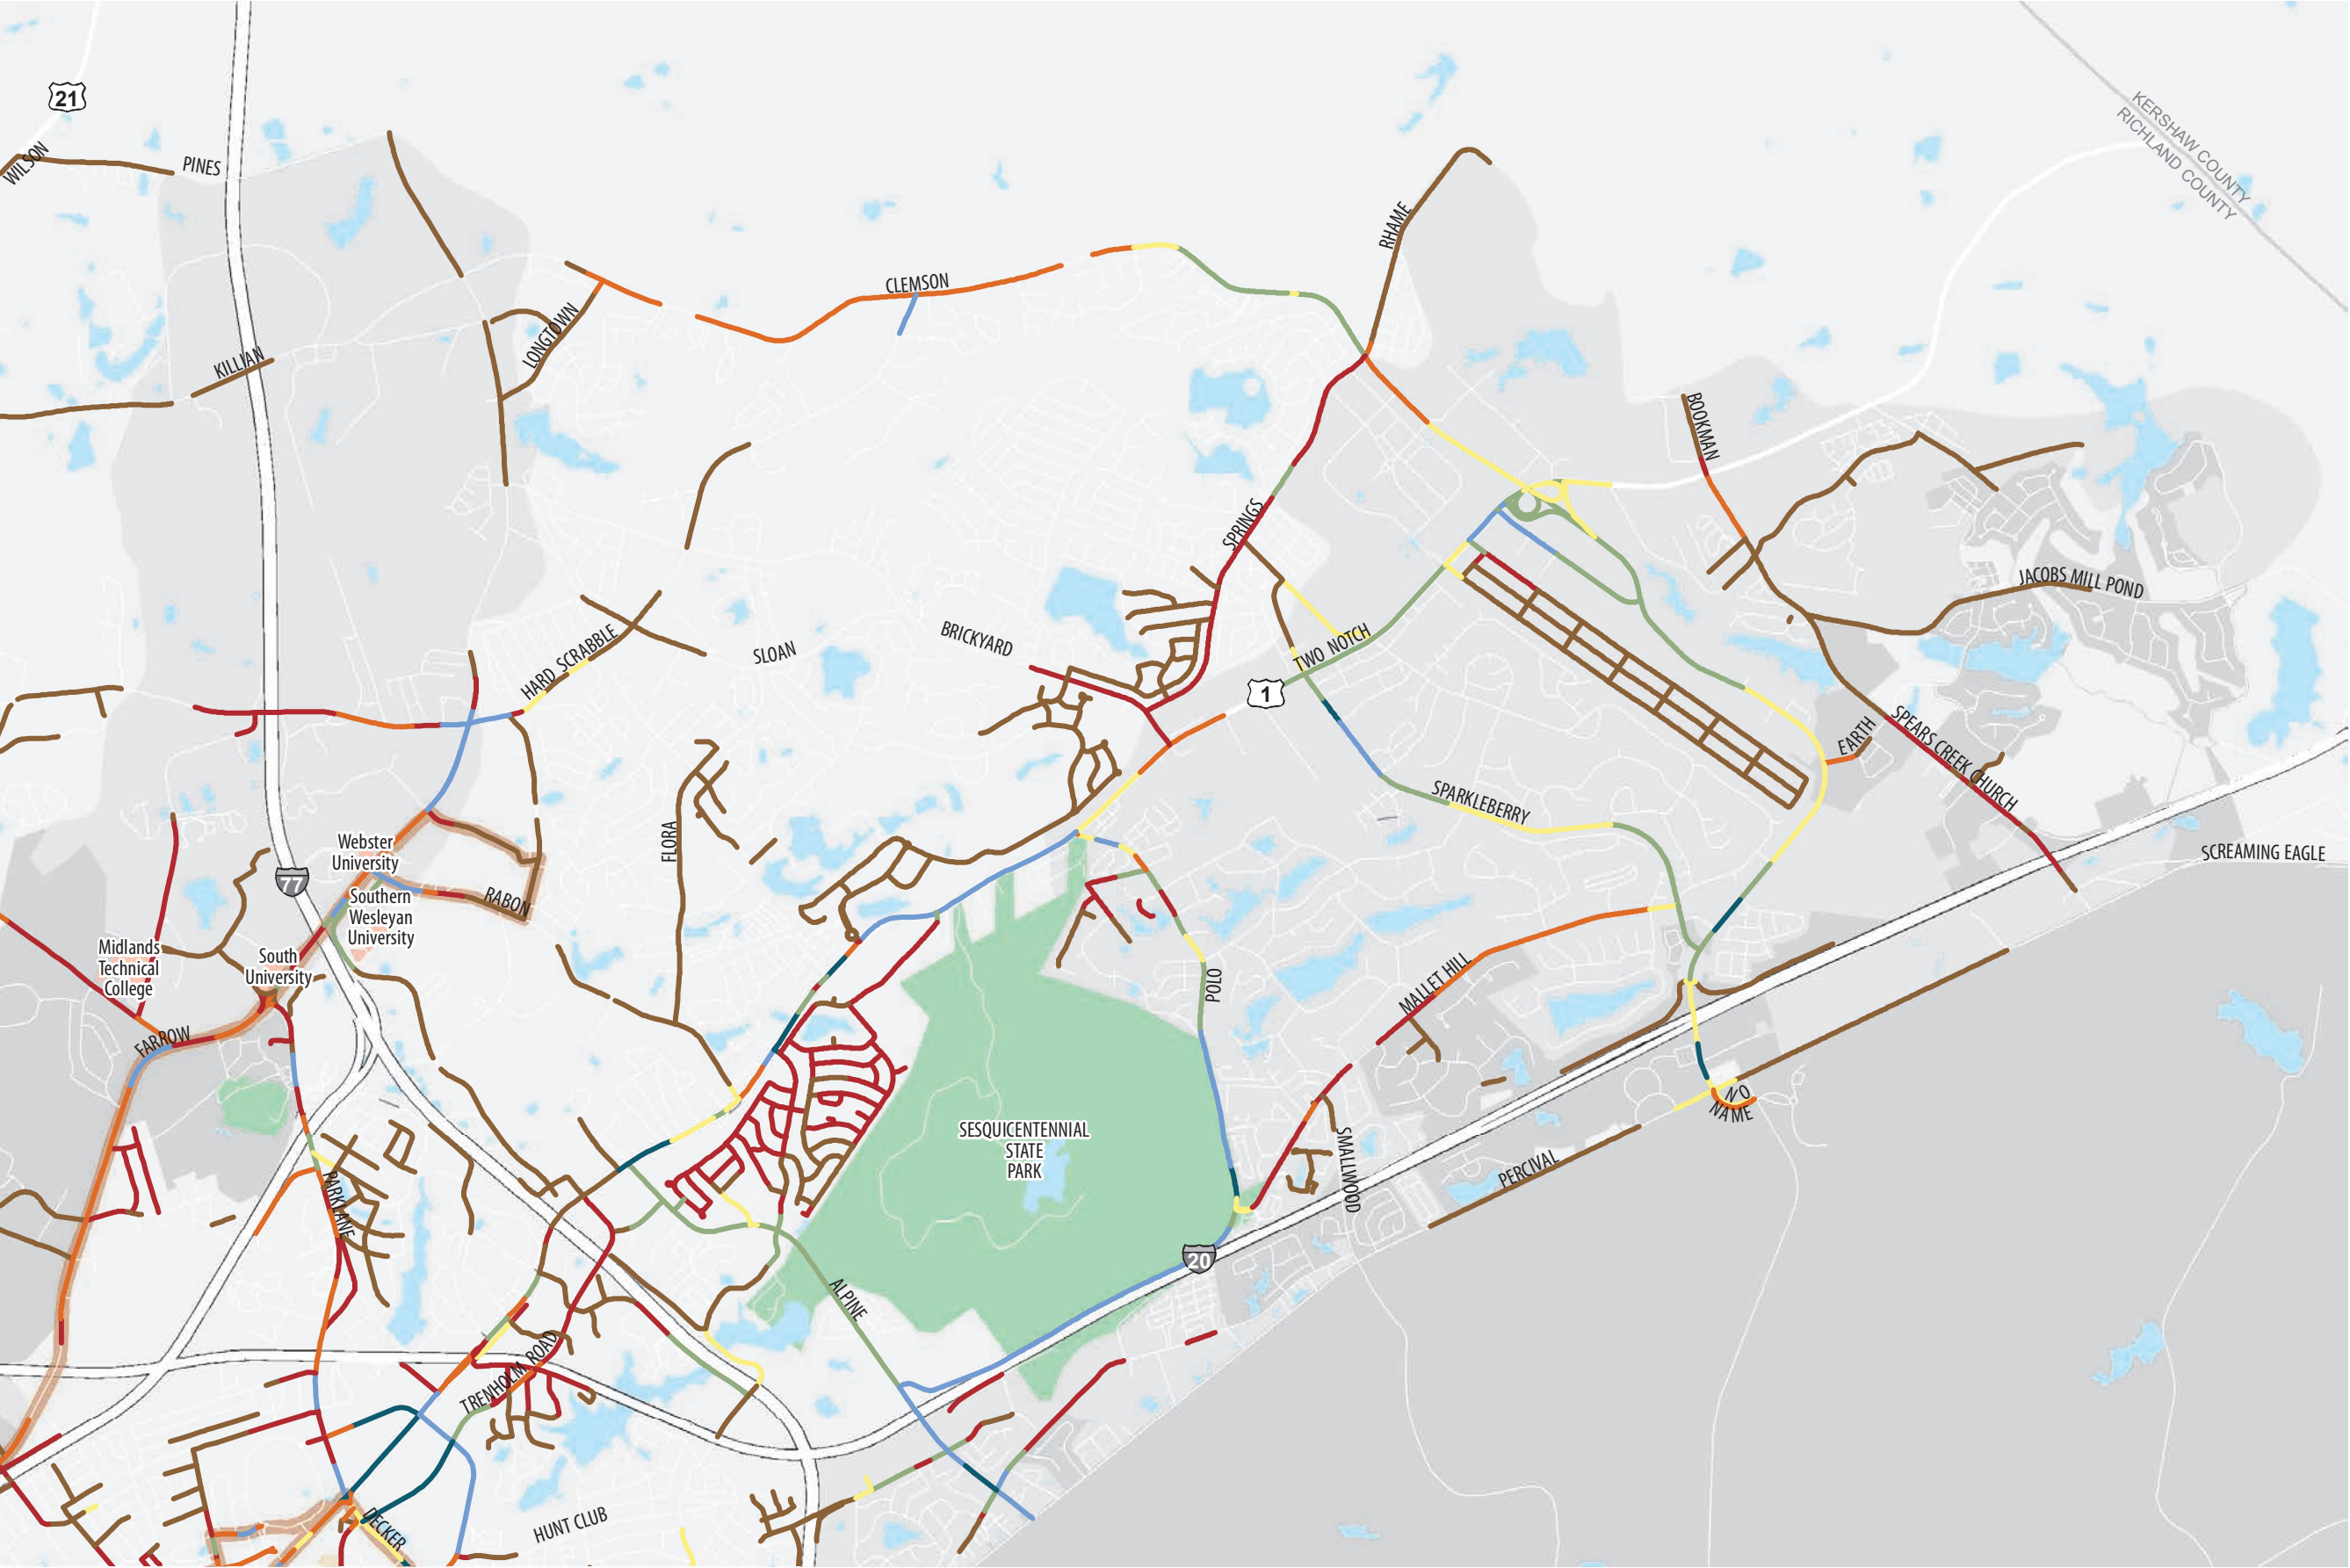 21
WILSON
PINES
KERSHAW COUNTY
RICHLAND COUNTY
RHAME
CLEMSON
LONGTOWN
KILLIAN
BOOKMAN
SPRINGS
JACOBS MILL POND
HARD SCRABBLE
SLOAN
BRICKYARD
TWO NOTCH
1
SPEARS CREEK CHURCH
EARTH
SPARKLEBERRY
FLORA
Webster
University
77
RABON
Southern
Wesleyan
University
SCREAMING EAGLE
Midlands
Technical
College
South
University
POLO
MALLET HILL
FARROW
NO
NAME
SESQUICENTENNIAL
STATE
PARK
SMALLWOOD
PERCIVAL
PARKLANE
20
ALPINE
TRENHOLM ROAD
DECKER
HUNT CLUB